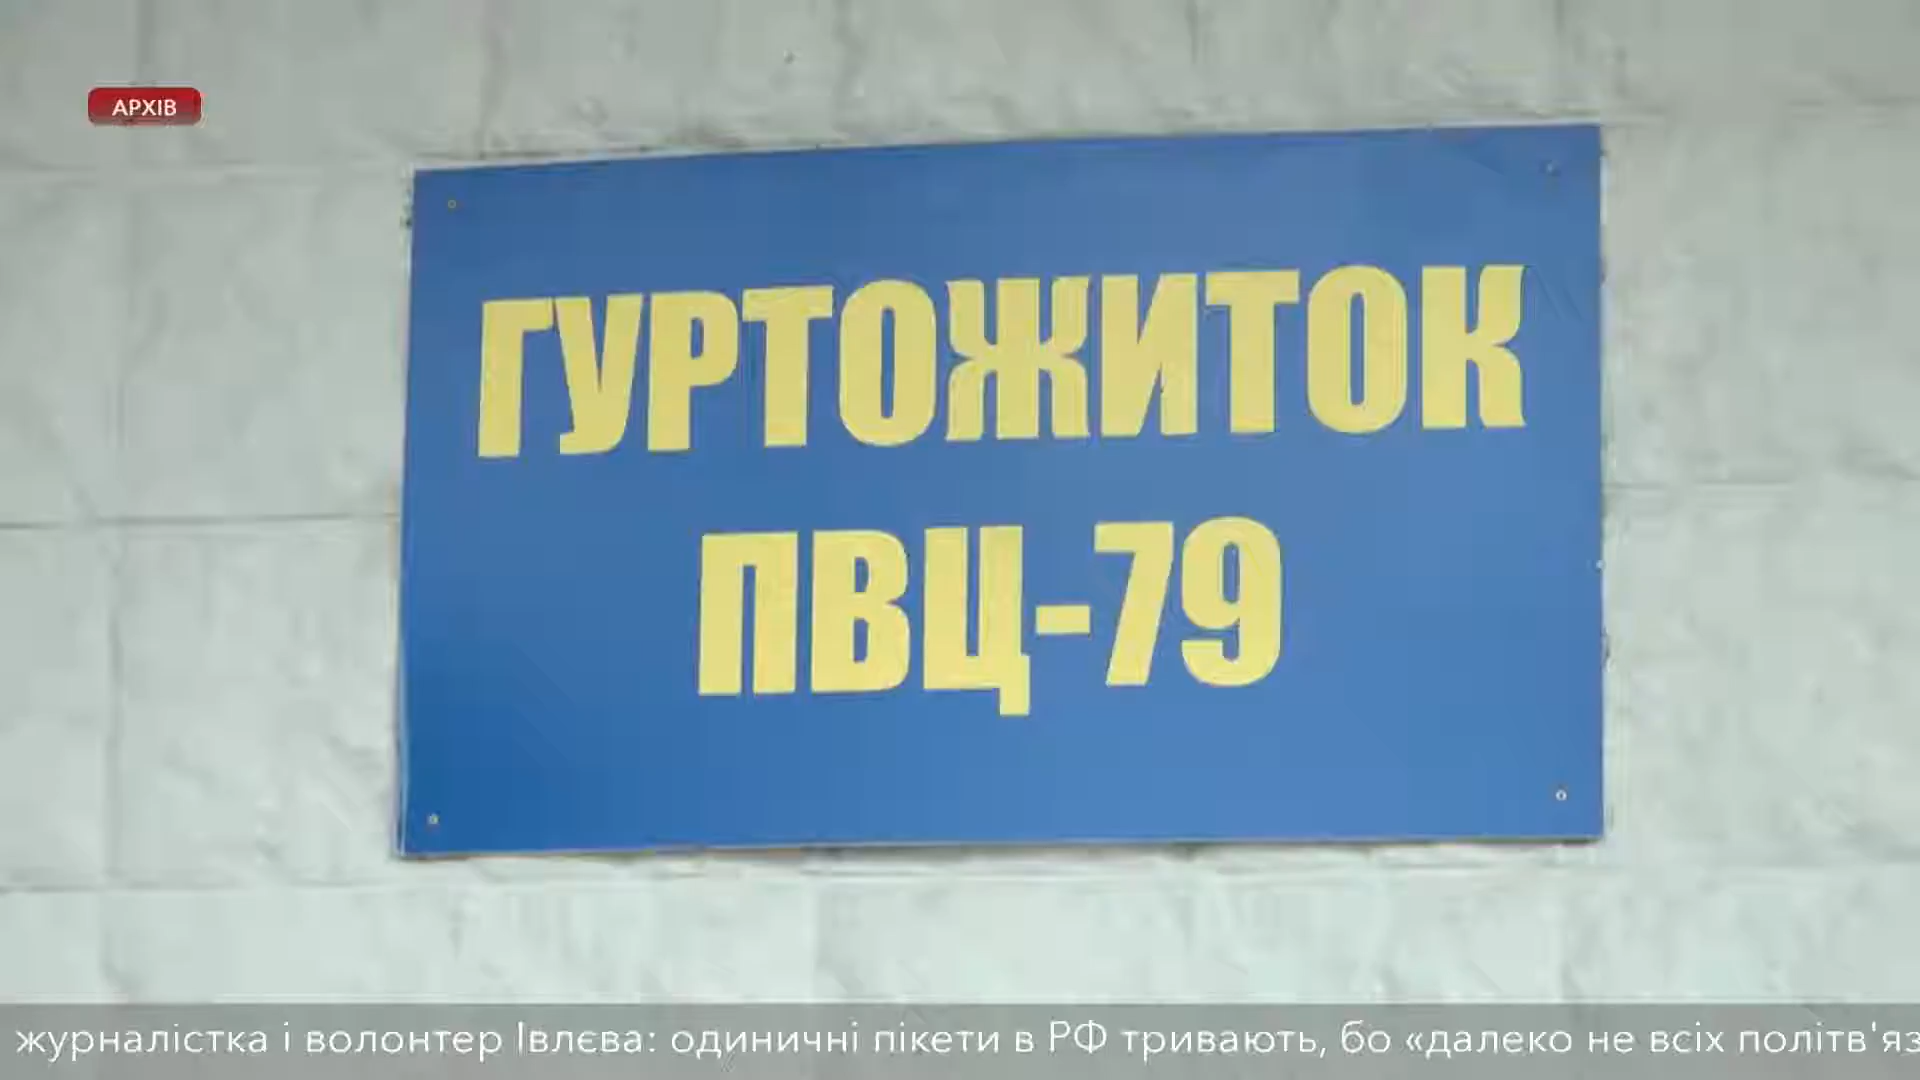 АРХІВ
ГУРТОЖИТОК
ПВЦ-79
журналістка і волонтер Івлєва: одиничні пікети в РФ тривають, бо «далеко не всіх політв'яз